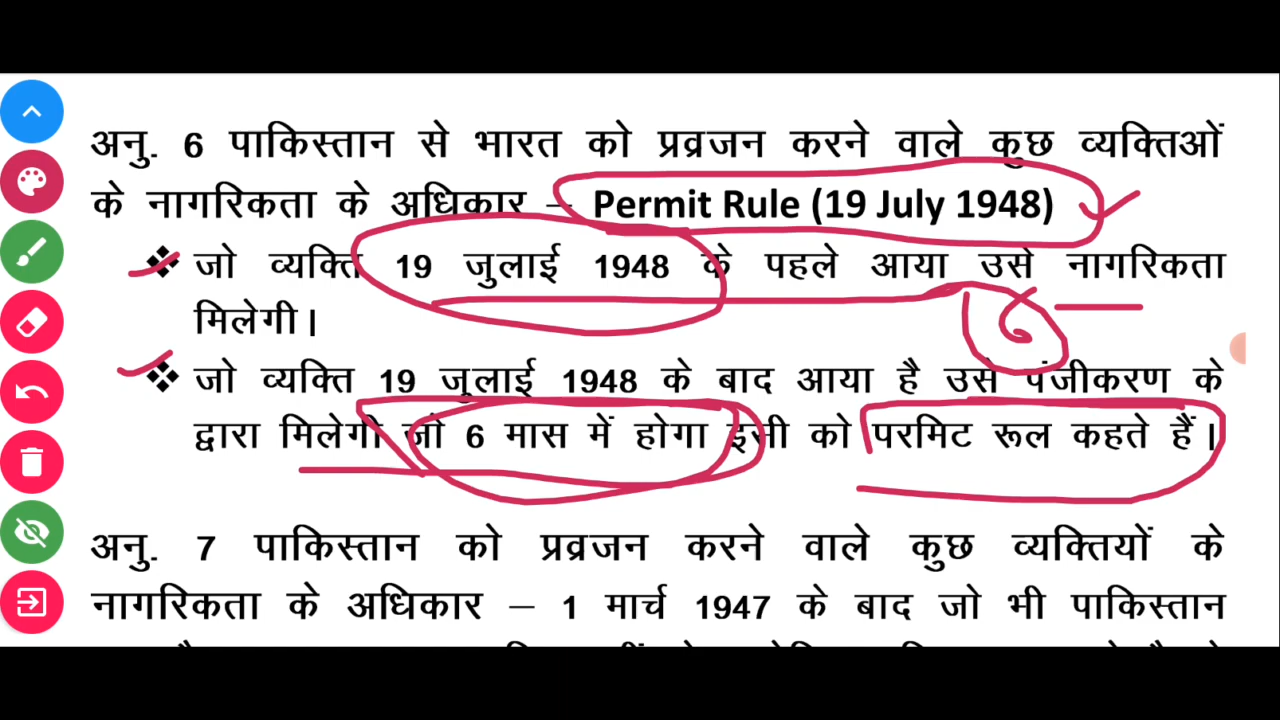 अनु. 6 पाकिस्तान से भारत को प्रव्रजन करने वाले कुछ व्यक्तिओं
के नागरिकता के अधिकार – Permit Rule (19 July 1948)
❖ जो व्यक्ति 19 जुलाई 1948 के पहले आया उसे नागरिकता
मिलेगी।
6
❖ जो व्यक्ति 19 जुलाई 1948 के बाद आया है उसे पंजीकरण के
द्वारा मिलेगी जो 6 मास में होगा इसी को परमिट रूल कहते हैं।
अनु. 7 पाकिस्तान को प्रव्रजन करने वाले कुछ व्यक्तियों के
नागरिकता के अधिकार – 1 मार्च 1947 के बाद जो भी पाकिस्तान